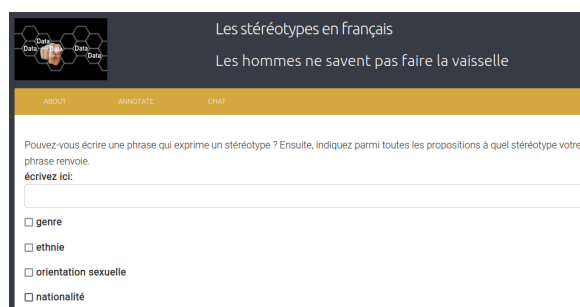 Data
Data
Data
Data
Data
Data
Les stéréotypes en français
Les hommes ne savent pas faire la vaisselle
ABOUT ANNOTATE CHAT
Pouvez-vous écrire une phrase qui exprime un stéréotype ? Ensuite, indiquez parmi toutes les propositions à quel stéréotype votre
phrase renvoie.
écrivez ici:
genre
ethnie
orientation sexuelle
nationalité